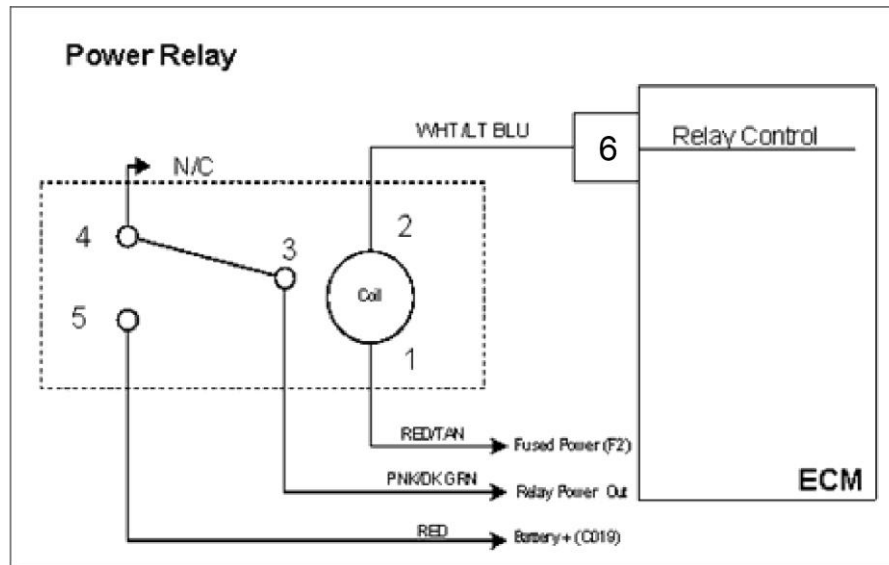 Power Relay
WHT/LT BLU
6
Relay Control
N/C
4
3
2
5
Coil
1
RED/TAN
Fused Power (F2)
PNK/DK GRN
Relay Power Out
ECM
RED
Battery + (C019)